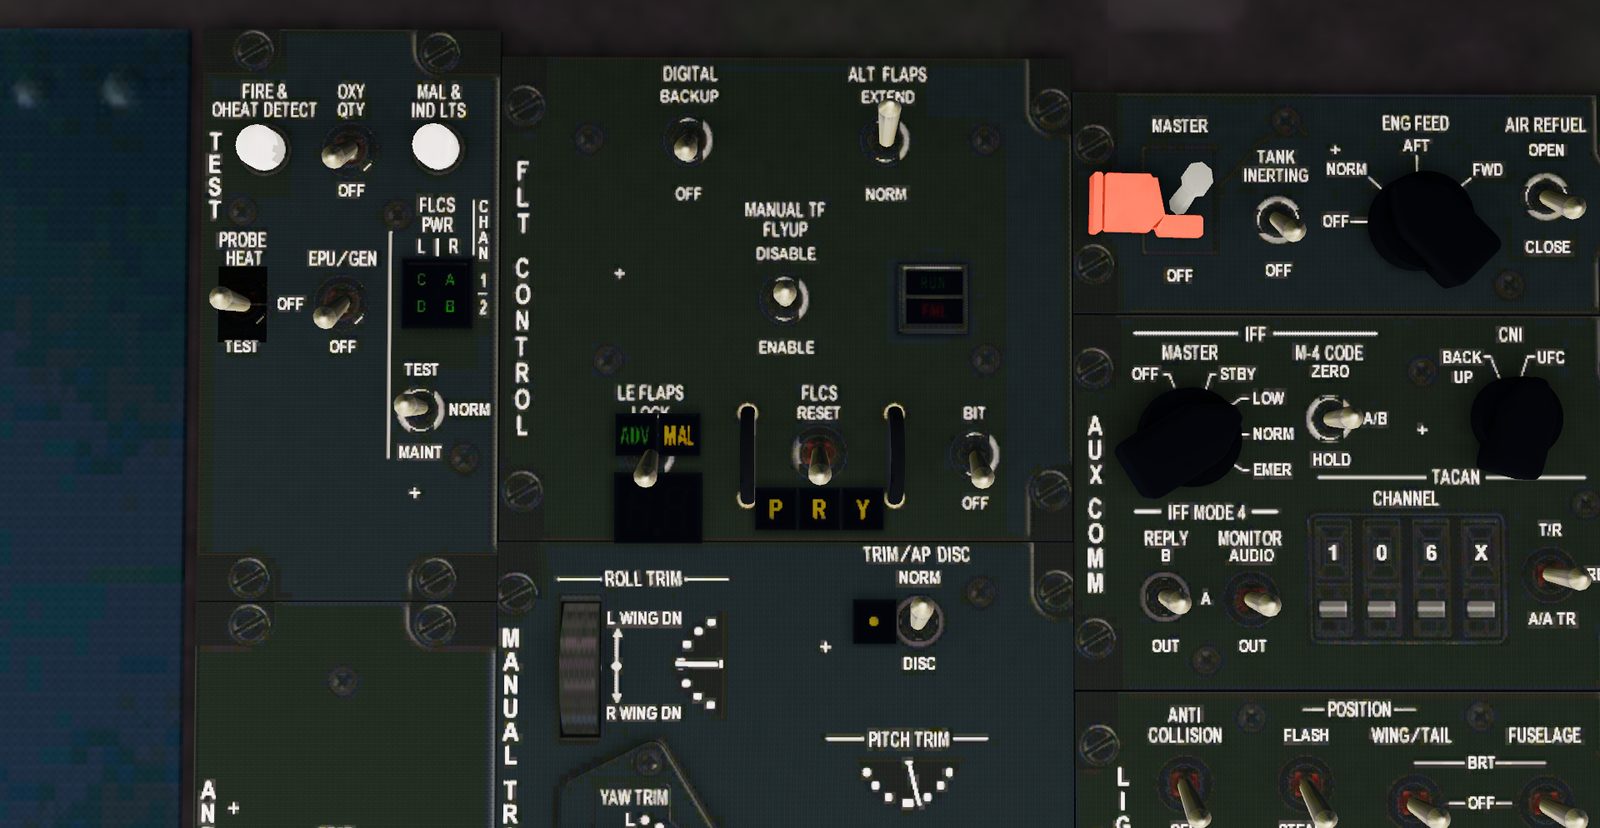 TEST
FIRE &
OHEAT DETECT
OXY
QTY
OFF
MAL &
IND LTS
PROBE
HEAT
OFF
TEST
EPU/GEN
OFF
FLCS
PWR
L R
CHAN
C A
D B
1
2
TEST
NORM
MAINT
FLT CONTROL
DIGITAL
BACKUP
OFF
ALT FLAPS
EXTEND
NORM
MANUAL TF
FLYUP
DISABLE
ENABLE
RUN
FAIL
LE FLAPS
LOCK
ADV MAL
FLCS
RESET
P R Y
BIT
OFF
MANUAL TR
ROLL TRIM
L WING DN
R WING DN
TRIM/AP DISC
NORM
DISC
YAW TRIM
L
PITCH TRIM
MASTER
OFF
TANK
INERTING
OFF
ENG FEED
AFT
NORM
FWD
OFF
AIR REFUEL
OPEN
CLOSE
AUX COMM
IFF
MASTER
OFF
STBY
LOW
NORM
EMER
M-4 CODE
ZERO
A/B
HOLD
CNI
BACK
UP
UFC
IFF MODE 4
REPLY
B
A
OUT
MONITOR
AUDIO
OUT
TACAN
CHANNEL
1 0 6 X
T/R
A/A TR
LIG
ANTI
COLLISION
POSITION
FLASH
WING/TAIL
FUSELAGE
BRT
OFF